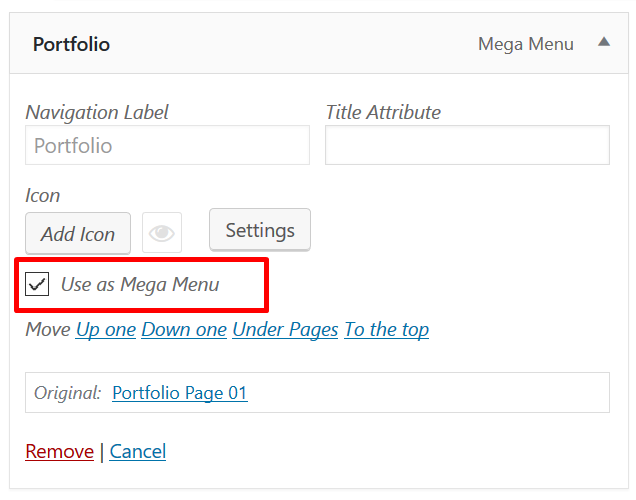 Portfolio Mega Menu
Navigation Label Title Attribute
Portfolio
Icon
Add Icon Settings
Use as Mega Menu
Move Up one Down one Under Pages To the top
Original: Portfolio Page 01
Remove | Cancel